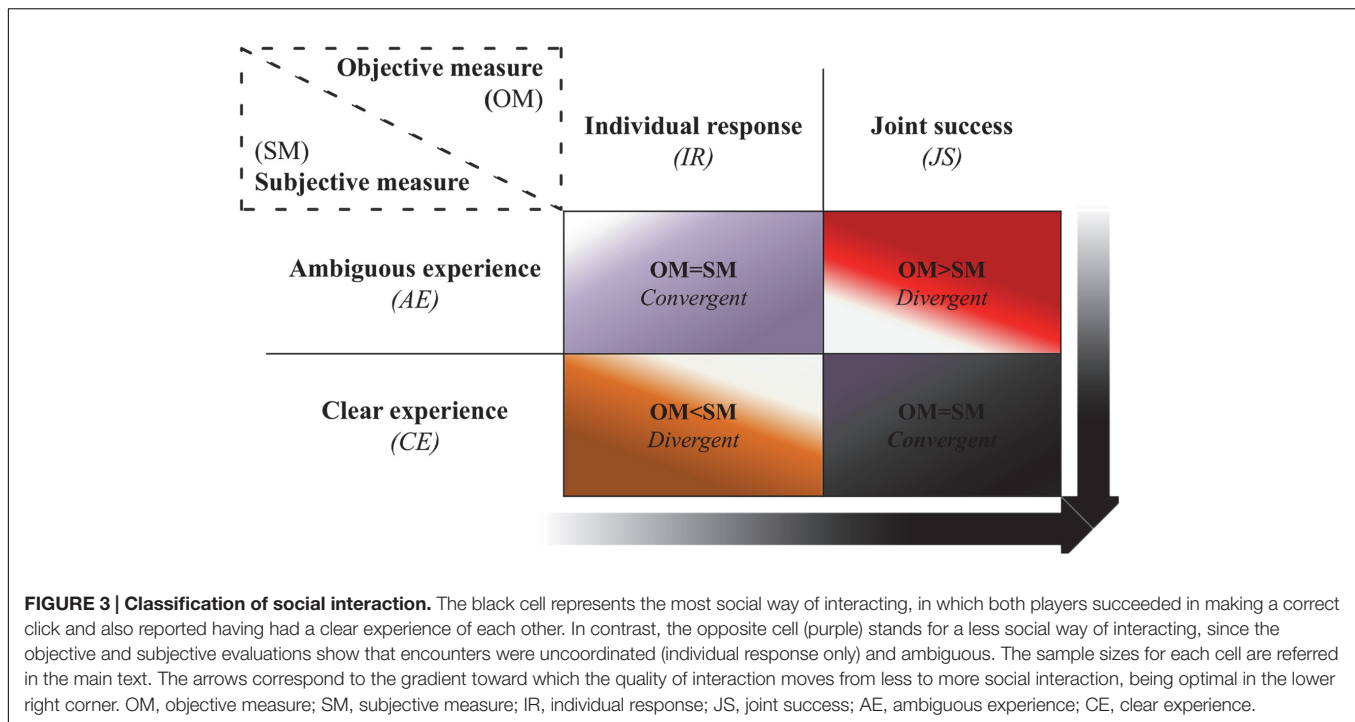 Objective measure
(OM)
(SM)
Subjective measure
Individual response
(IR)
Joint success
(JS)
Ambiguous experience
(AE)
OM=SM
Convergent
OM>SM
Divergent
Clear experience
(CE)
OM<SM
Divergent
OM=SM
Convergent
FIGURE 3 | Classification of social interaction. The black cell represents the most social way of interacting, in which both players succeeded in making a correct
click and also reported having had a clear experience of each other. In contrast, the opposite cell (purple) stands for a less social way of interacting, since the
objective and subjective evaluations show that encounters were uncoordinated (individual response only) and ambiguous. The sample sizes for each cell are referred
in the main text. The arrows correspond to the gradient toward which the quality of interaction moves from less to more social interaction, being optimal in the lower
right corner. OM, objective measure; SM, subjective measure; IR, individual response; JS, joint success; AE, ambiguous experience; CE, clear experience.